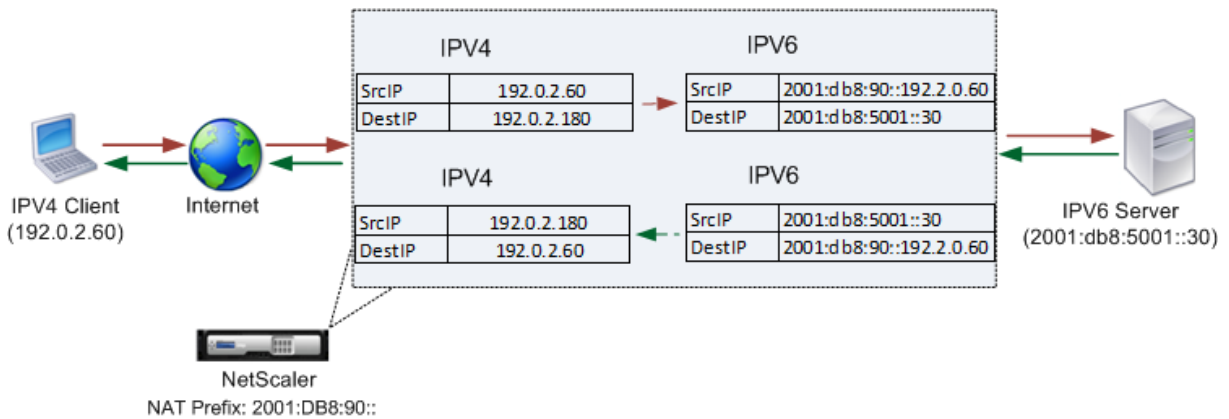 IPV4 IPV6
SrcIP 192.0.2.60 SrcIP 2001:db8:90::192.2.0.60
DestIP 192.0.2.180 DestIP 2001:db8:5001::30
IPV4 IPV6
SrcIP 192.0.2.180 SrcIP 2001:db8:5001::30
DestIP 192.0.2.60 DestIP 2001:db8:90::192.2.0.60
IPV4 Client
(192.0.2.60)
Internet
IPV6 Server
(2001:db8:5001::30)
NetScaler
NAT Prefix: 2001:DB8:90::